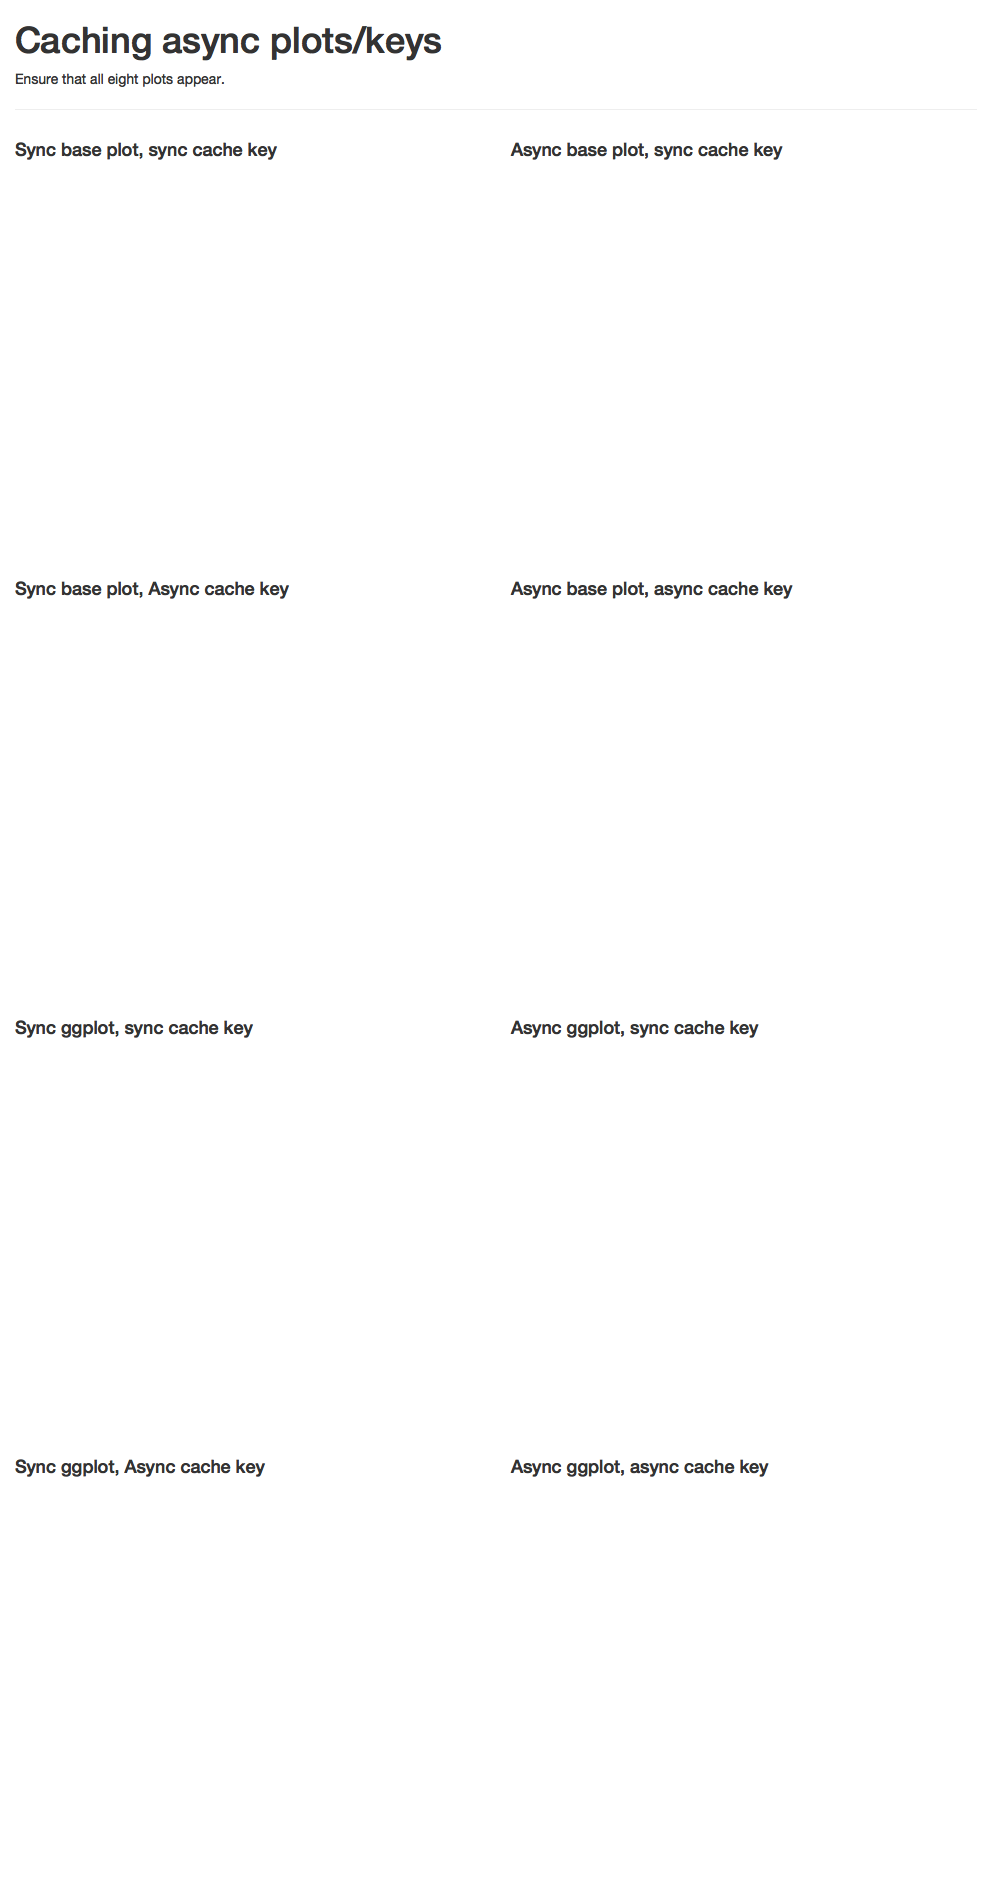 Caching async plots/keys
Ensure that all eight plots appear.
Sync base plot, sync cache key
Async base plot, sync cache key
Sync base plot, Async cache key
Async base plot, async cache key
Sync ggplot, sync cache key
Async ggplot, sync cache key
Sync ggplot, Async cache key
Async ggplot, async cache key